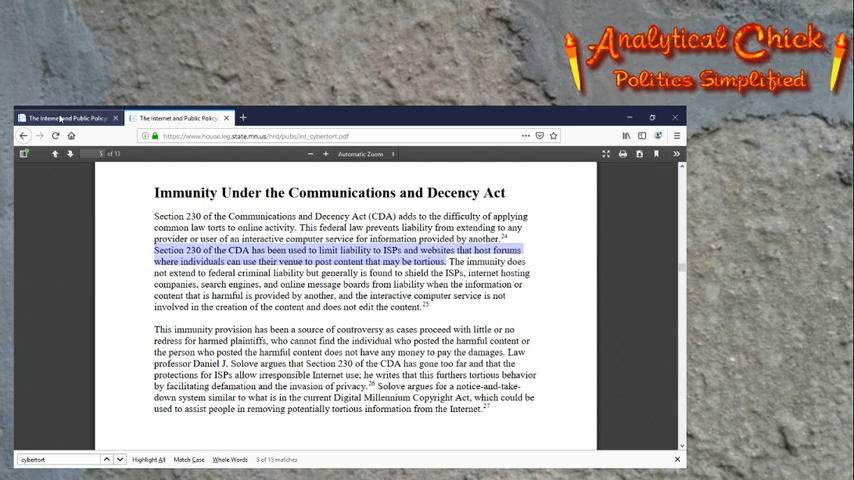 Analytical Chick
Politics Simplified
The Internet and Public Policy
The Internet and Public Policy
https://www.house.leg.state.mn.us/hrd/pubs/int_cybertort.pdf
5 of 13
Automatic Zoom
Immunity Under the Communications and Decency Act
Section 230 of the Communications and Decency Act (CDA) adds to the difficulty of applying
common law torts to online activity. This federal law prevents liability from extending to any
provider or user of an interactive computer service for information provided by another.24
Section 230 of the CDA has been used to limit liability to ISPs and websites that host forums
where individuals can use their venue to post content that may be tortious. The immunity does
not extend to federal criminal liability but generally is found to shield the ISPs, internet hosting
companies, search engines, and online message boards from liability when the information or
content that is harmful is provided by another, and the interactive computer service is not
involved in the creation of the content and does not edit the content.25
This immunity provision has been a source of controversy as cases proceed with little or no
redress for harmed plaintiffs, who cannot find the individual who posted the harmful content or
the person who posted the harmful content does not have any money to pay the damages. Law
professor Daniel J. Solove argues that Section 230 of the CDA has gone too far and that the
protections for ISPs allow irresponsible Internet use; he writes that this furthers tortious behavior
by facilitating defamation and the invasion of privacy.26 Solove argues for a notice-and-take-
down system similar to what is in the current Digital Millennium Copyright Act, which could be
used to assist people in removing potentially tortious information from the Internet.27
cybertort
Highlight All
Match Case
Whole Words
5 of 15 matches